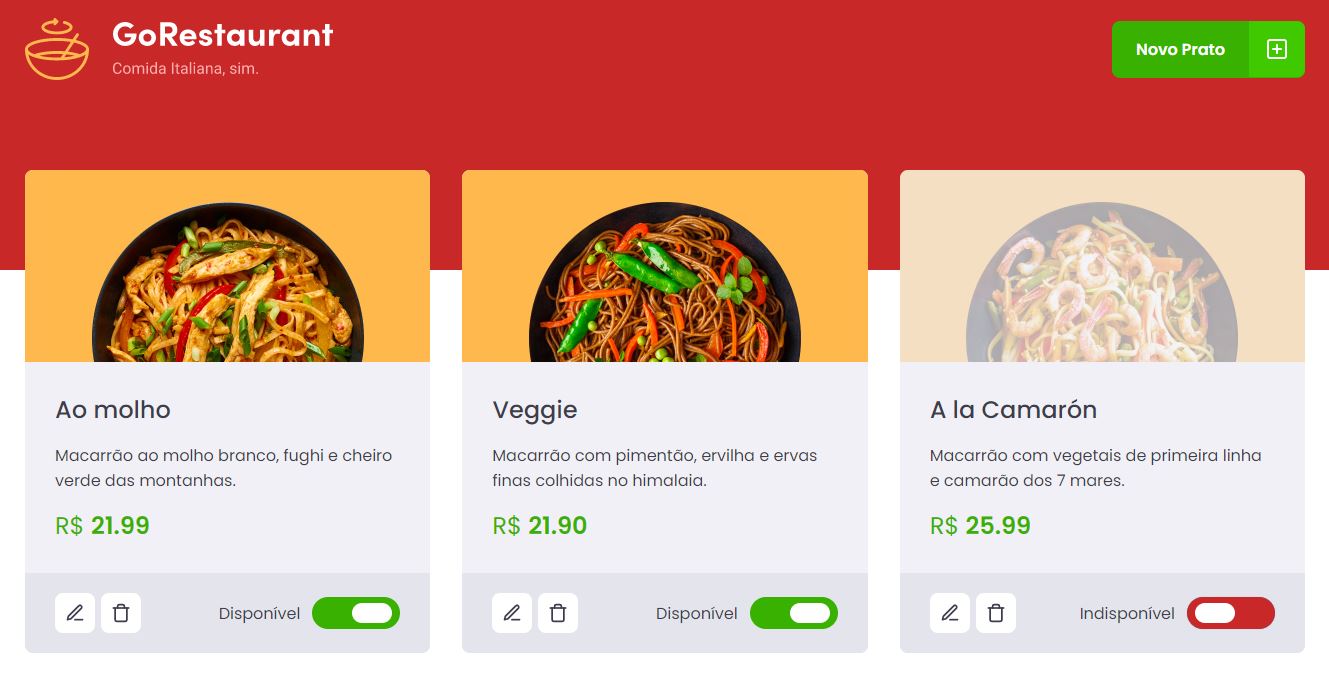 GoRestaurant
Comida Italiana, sim.
Novo Prato
Ao molho
Macarrão ao molho branco, fughi e cheiro
verde das montanhas.
R$ 21.99
Disponível
Veggie
Macarrão com pimentão, ervilha e ervas
finas colhidas no himalaia.
R$ 21.90
Disponível
A la Camarón
Macarrão com vegetais de primeira linha
e camarão dos 7 mares.
R$ 25.99
Indisponível